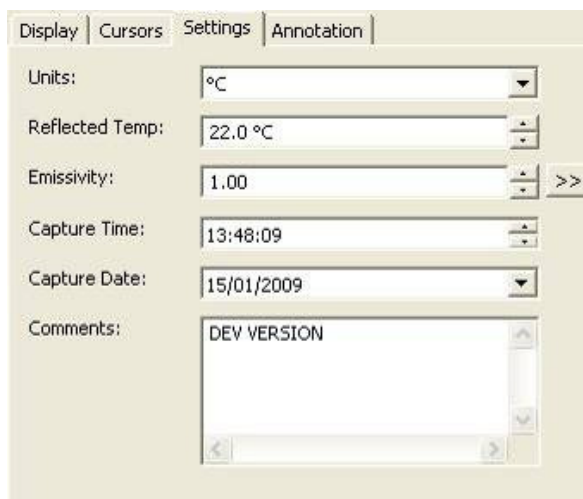 Display Cursors Settings Annotation
Units: °C
Reflected Temp: 22.0 °C
Emissivity: 1.00 >>
Capture Time: 13:48:09
Capture Date: 15/01/2009
Comments: DEV VERSION